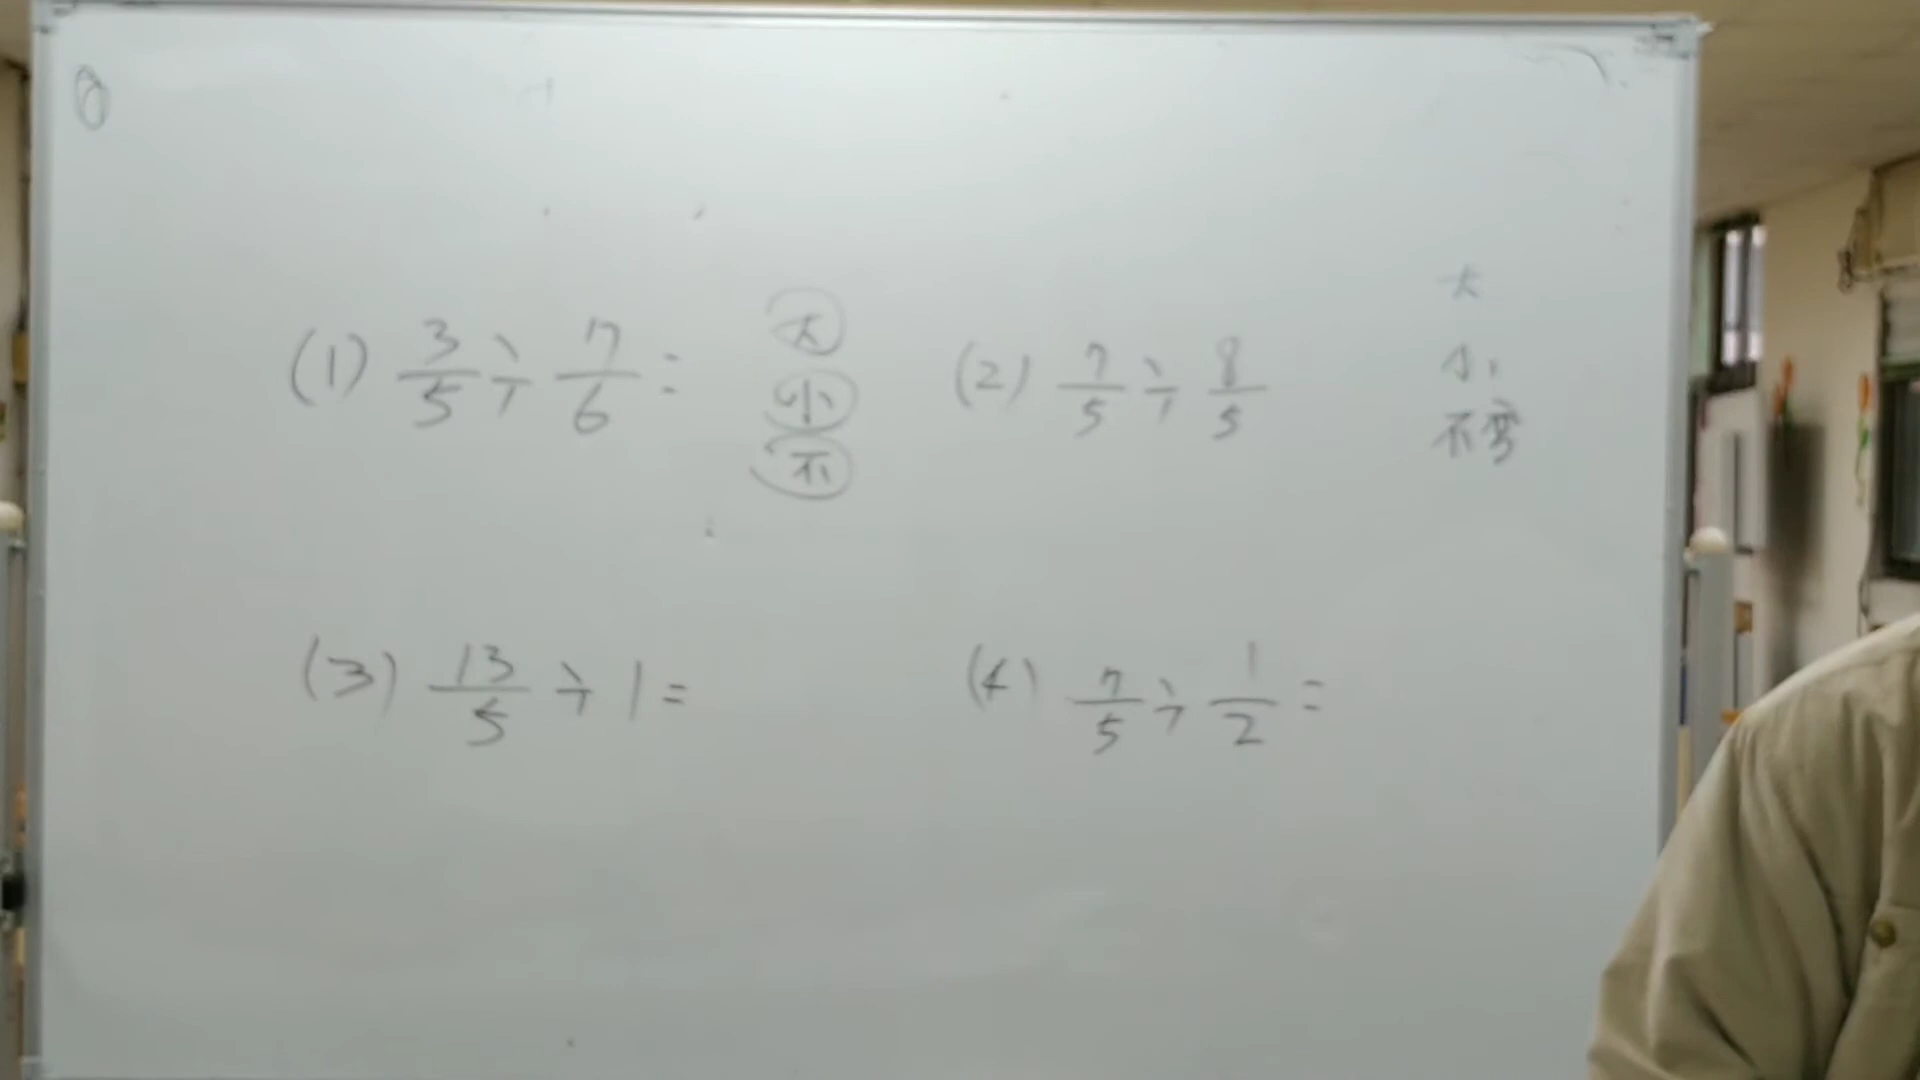 (1) 3/5 ÷ 7/6 =
大
小
不
(2) 7/5 ÷ 8/5
大
小
不変
(3) 13/5 ÷ 1 =
(4) 7/5 ÷ 1/2 =